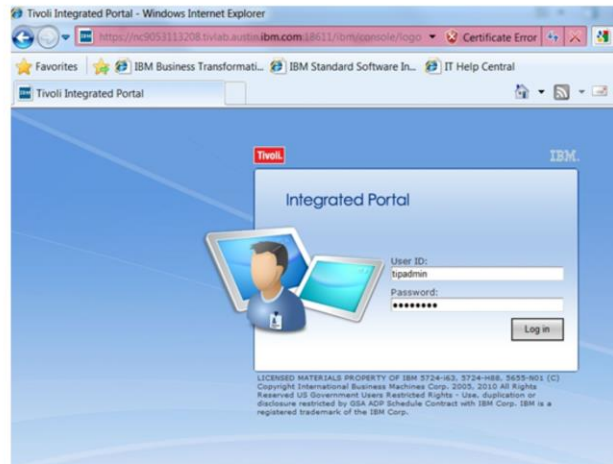 Tivoli Integrated Portal - Windows Internet Explorer
https://nc9053113208.tivlab.austin.ibm.com:18611/ibm/console/logo Certificate Error
Favorites IBM Business Transformati... IBM Standard Software In... IT Help Central
Tivoli Integrated Portal
Tivoli. IBM.
Integrated Portal
User ID:
tipadmin
Password:
Log in
LICENSED MATERIALS PROPERTY OF IBM 5724-I63, 5724-H88, 5655-N01 (C)
Copyright International Business Machines Corp. 2005, 2010 All Rights
Reserved US Government Users Restricted Rights - Use, duplication or
disclosure restricted by GSA ADP Schedule Contract with IBM Corp. IBM is a
registered trademark of the IBM Corp.